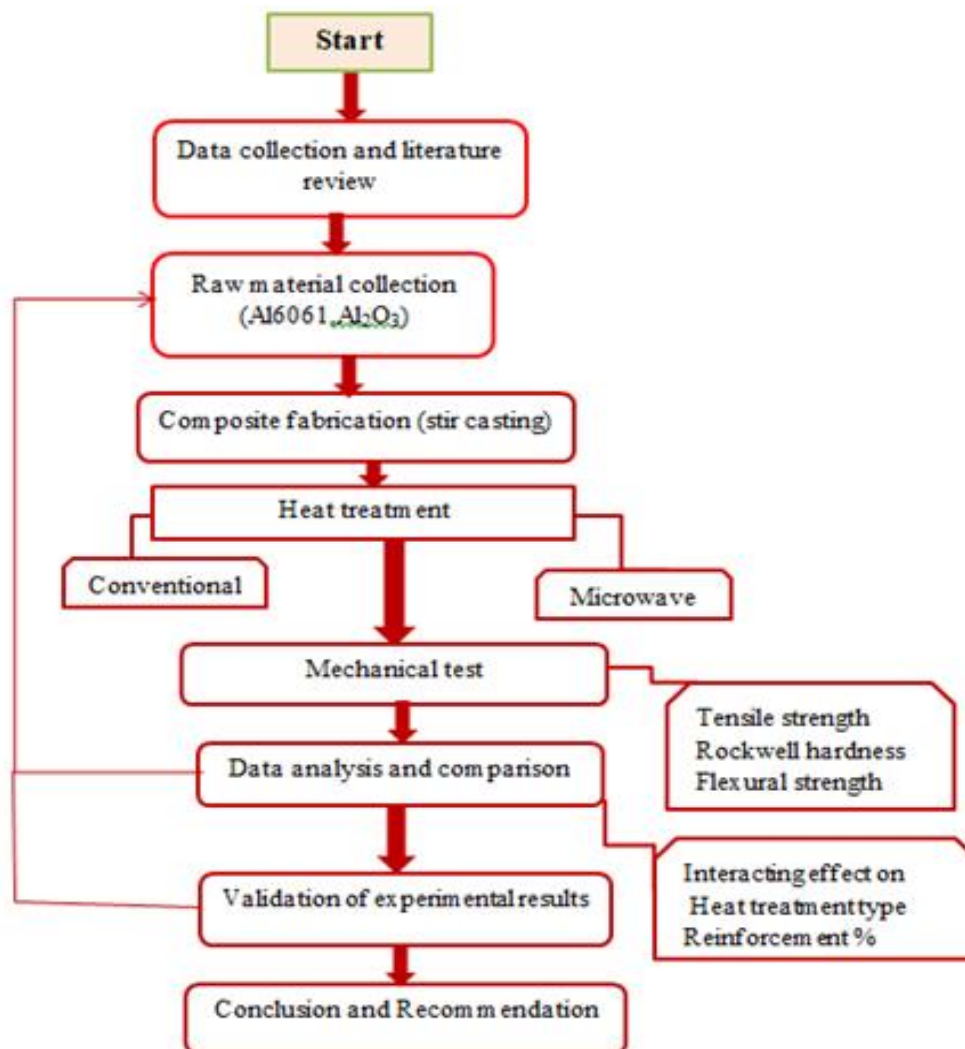 Start
Data collection and literature
review
Raw material collection
(Al6061,Al₂O₃)
Composite fabrication (stir casting)
Heat treatment
Conventional
Microwave
Mechanical test
Tensile strength
Rockwell hardness
Flexural strength
Data analysis and comparison
Interacting effect on
Heat treatment type
Reinforcement %
Validation of experimental results
Conclusion and Recommendation